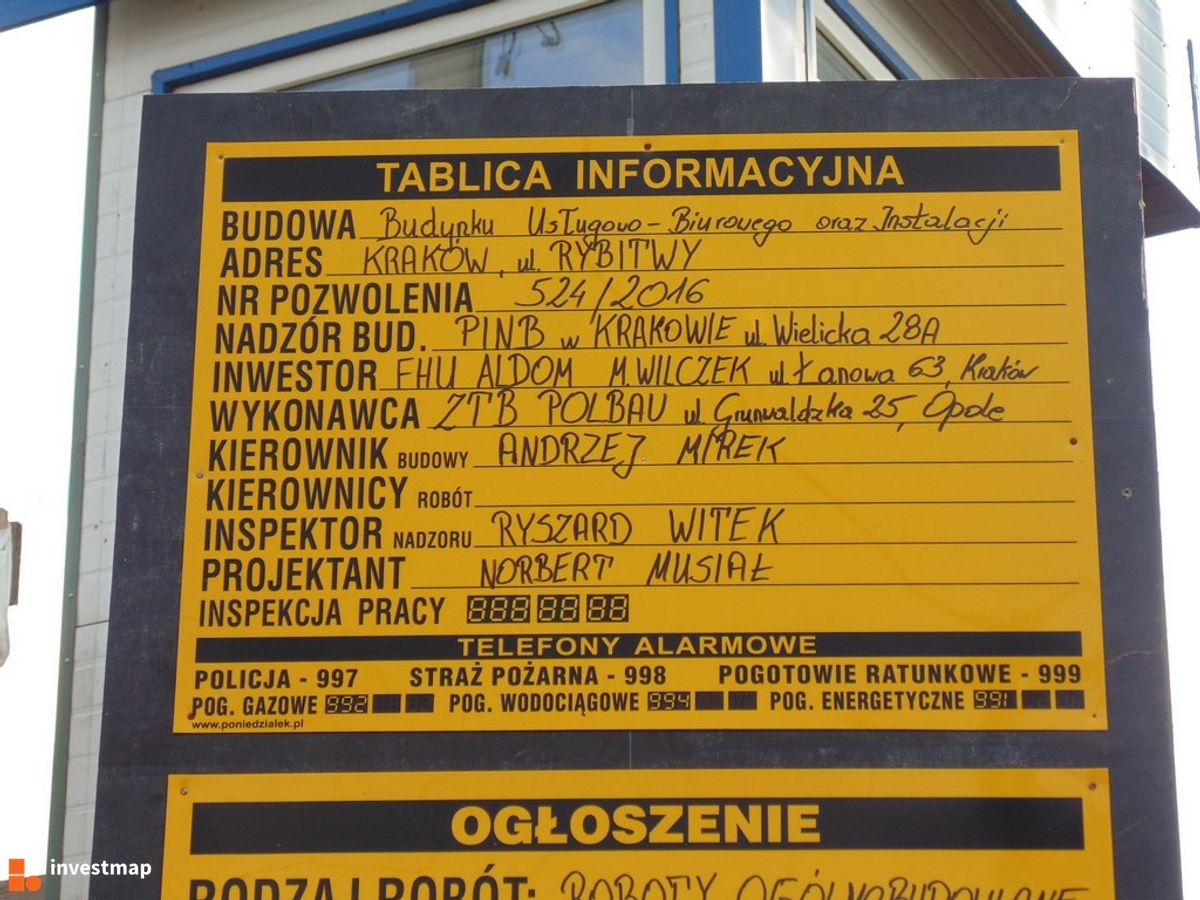 TABLICA INFORMACYJNA
BUDOWA Budynku Usługowo-Biurowego oraz Instalacji
ADRES KRAKÓW, ul. RYBITWY
NR POZWOLENIA 524/2016
NADZÓR BUD. PINB w KRAKOWIE ul. Wielicka 28A
INWESTOR FHU ALDOM M.WILCZEK ul Łanowa 63, Kraków
WYKONAWCA ZTB POLBAU ul. Grunwaldzka 25, Opole
KIEROWNIK BUDOWY ANDRZEJ MIREK
KIEROWNICY ROBÓT
INSPEKTOR NADZORU RYSZARD WITEK
PROJEKTANT NORBERT MUSIAŁ
INSPEKCJA PRACY
TELEFONY ALARMOWE
POLICJA - 997 STRAŻ POŻARNA - 998 POGOTOWIE RATUNKOWE - 999
POG. GAZOWE 992 POG. WODOCIĄGOWE 994 POG. ENERGETYCZNE 991
www.poniedzialek.pl
OGŁOSZENIE
RODZAJ ROBÓT: ROBOTY OGÓLNOBUDOWLANE
investmap